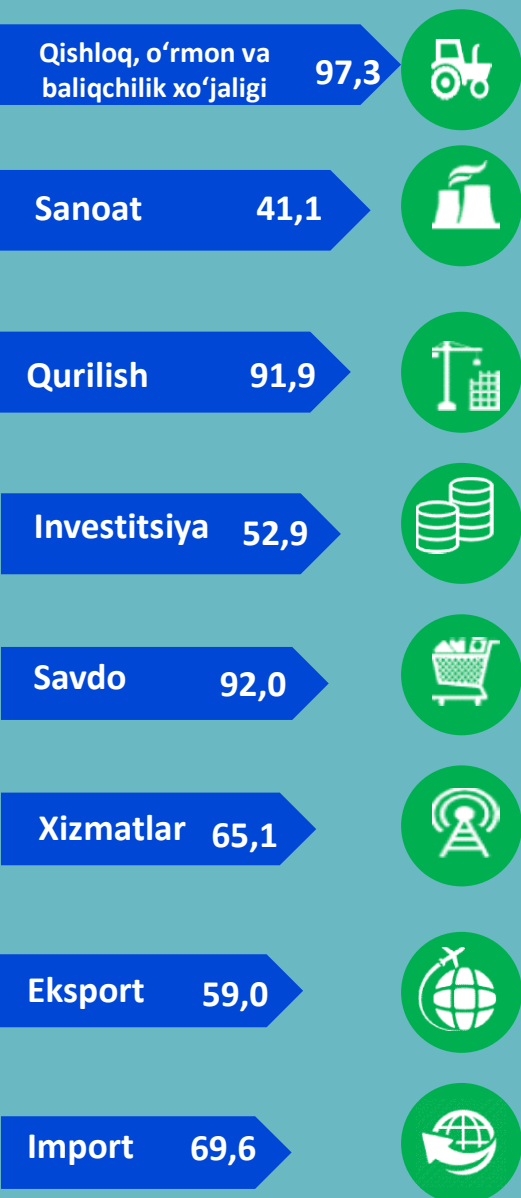 Qishloq, o‘rmon va
baliqchilik xo‘jaligi 97,3
Sanoat 41,1
Qurilish 91,9
Investitsiya 52,9
Savdo 92,0
Xizmatlar 65,1
Eksport 59,0
Import 69,6